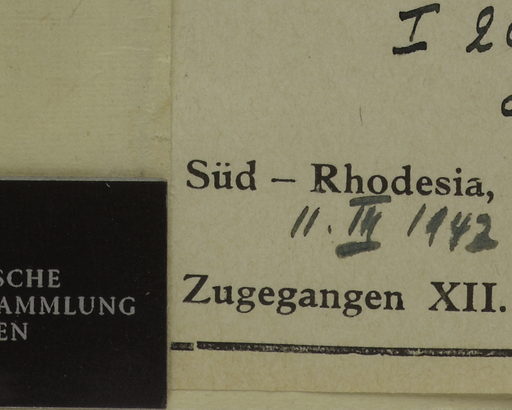 I 2
Süd – Rhodesia,
11. III 1942
Zugegangen XII.
SCHE
AMMLUNG
EN